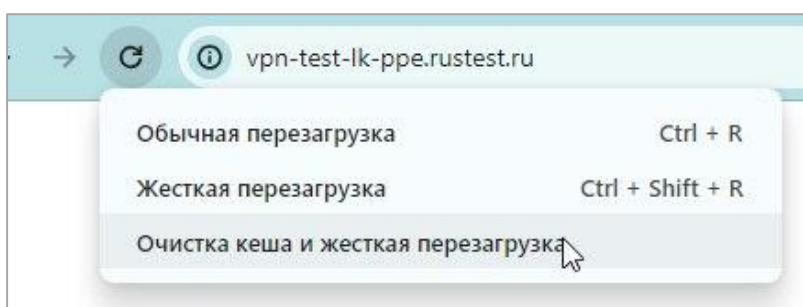 vpn-test-lk-ppe.rustest.ru
Обычная перезагрузка Ctrl + R
Жесткая перезагрузка Ctrl + Shift + R
Очистка кеша и жесткая перезагрузка